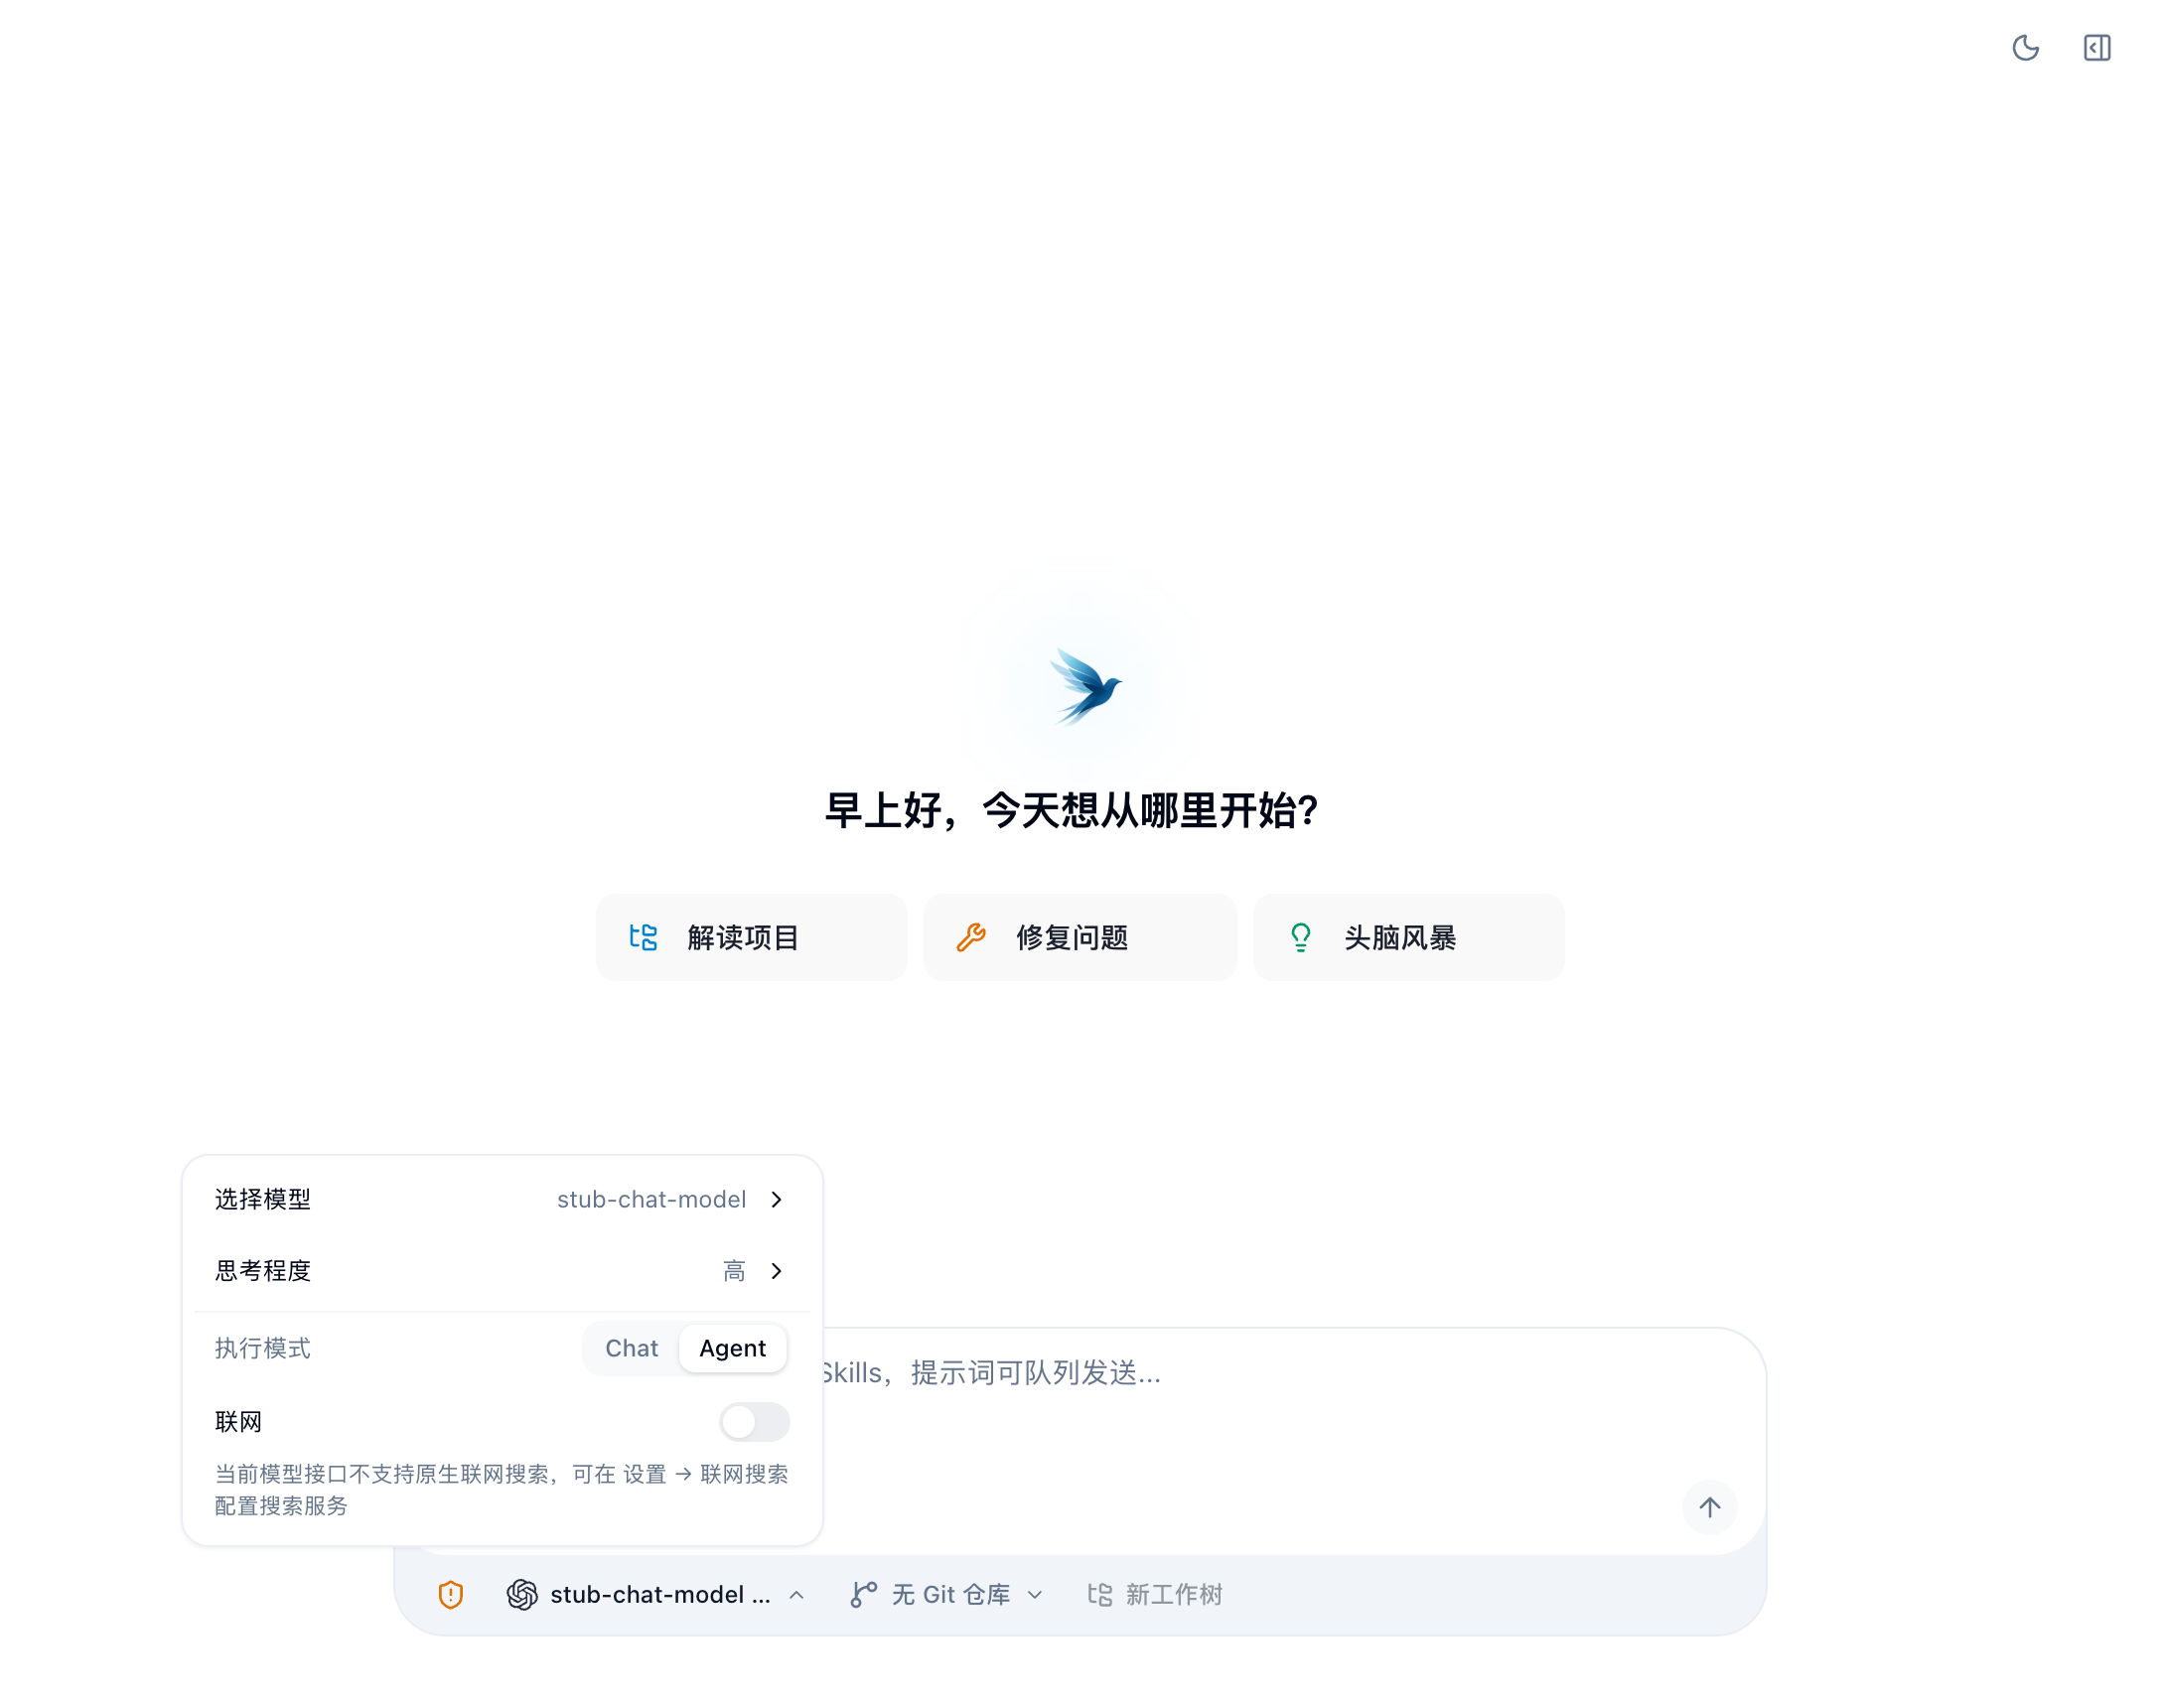 早上好，今天想从哪里开始？
解读项目
修复问题
头脑风暴
选择模型 stub-chat-model
思考程度 高
执行模式 Chat Agent
Skills，提示词可队列发送...
联网
当前模型接口不支持原生联网搜索，可在 设置 → 联网搜索
配置搜索服务
stub-chat-model ... 无 Git 仓库 新工作树